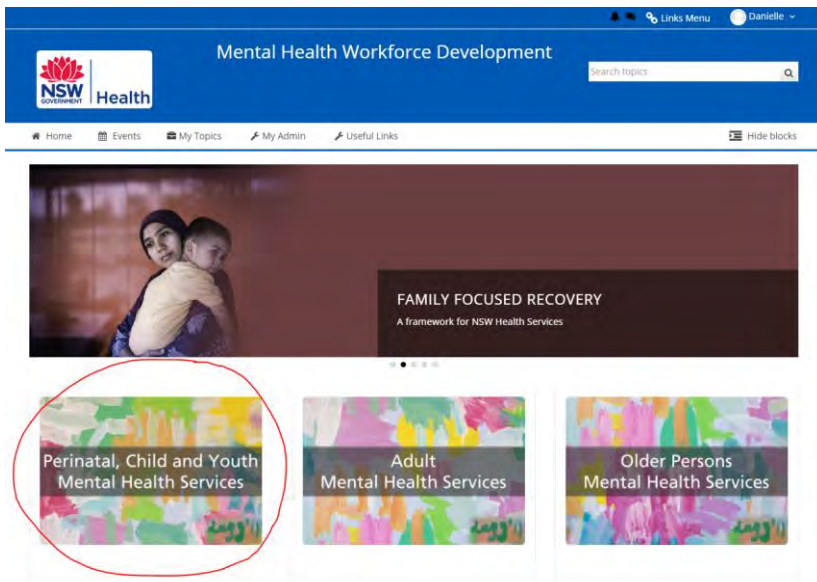 Links Menu
Danielle
Mental Health Workforce Development
Search topics
NSW
GOVERNMENT
Health
Home
Events
My Topics
My Admin
Useful Links
Hide blocks
FAMILY FOCUSED RECOVERY
A framework for NSW Health Services
Perinatal, Child and Youth
Mental Health Services
Adult
Mental Health Services
Older Persons
Mental Health Services